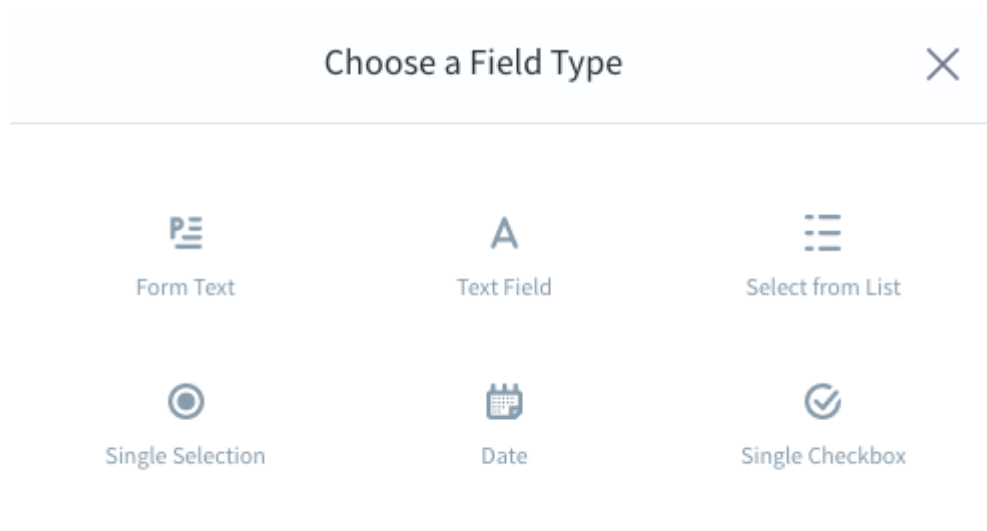 Choose a Field Type
Form Text
Text Field
Select from List
Single Selection
Date
Single Checkbox